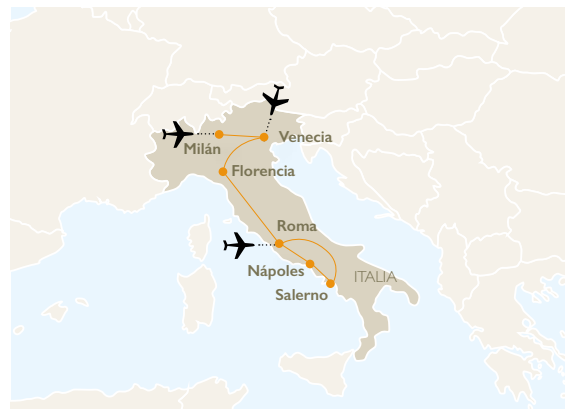 Venecia
Milán
Florencia
Roma
Nápoles
ITALIA
Salerno